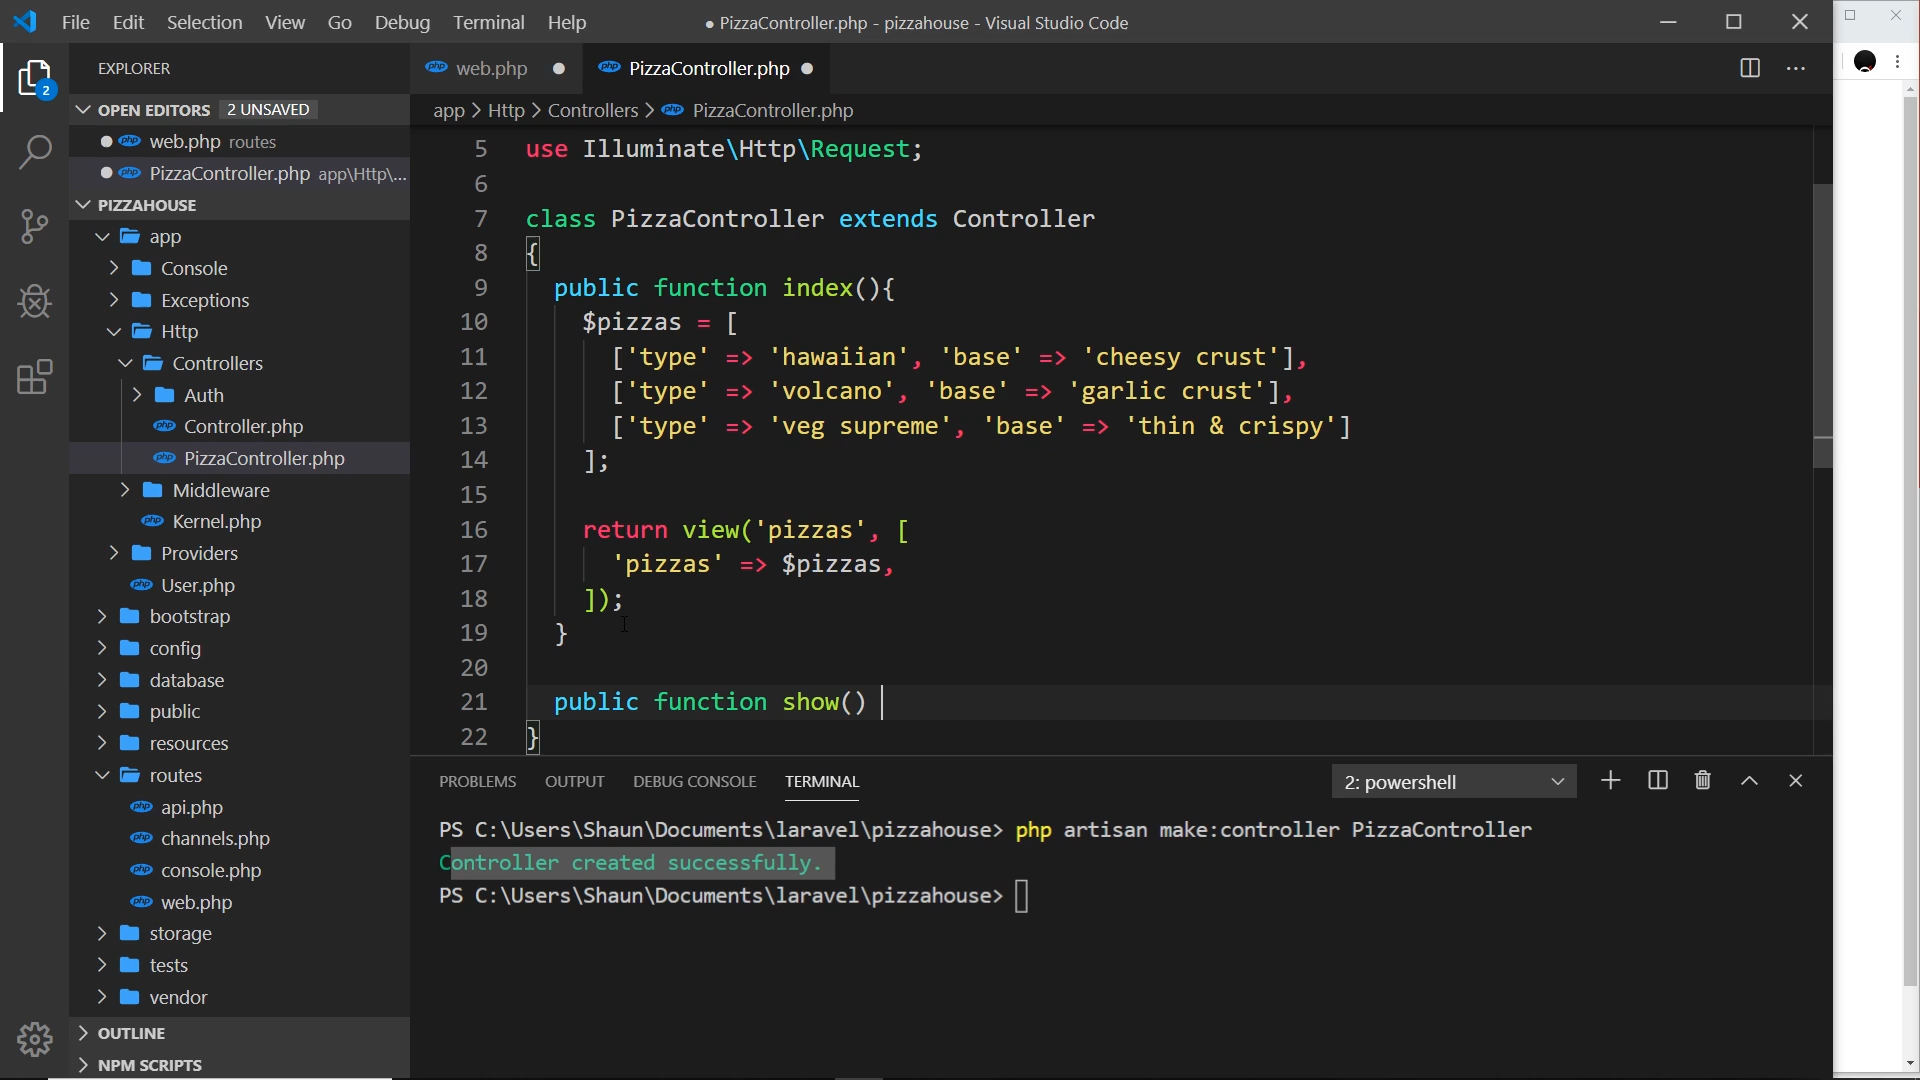 File Edit Selection View Go Debug Terminal Help
● PizzaController.php - pizzahouse - Visual Studio Code
2
EXPLORER
OPEN EDITORS 2 UNSAVED
web.php routes
PizzaController.php app\Http\...
PIZZAHOUSE
app
Console
Exceptions
Http
Controllers
Auth
Controller.php
PizzaController.php
Middleware
Kernel.php
Providers
User.php
bootstrap
config
database
public
resources
routes
api.php
channels.php
console.php
web.php
storage
tests
vendor
OUTLINE
NPM SCRIPTS
php web.php
php PizzaController.php
app > Http > Controllers > php PizzaController.php
5 use Illuminate\Http\Request;
6
7 class PizzaController extends Controller
8 {
9 public function index(){
10 $pizzas = [
11 ['type' => 'hawaiian', 'base' => 'cheesy crust'],
12 ['type' => 'volcano', 'base' => 'garlic crust'],
13 ['type' => 'veg supreme', 'base' => 'thin & crispy']
14 ];
15
16 return view('pizzas', [
17 'pizzas' => $pizzas,
18 ]);
19 }
20
21 public function show()
22 }
PROBLEMS OUTPUT DEBUG CONSOLE TERMINAL 2: powershell
PS C:\Users\Shaun\Documents\laravel\pizzahouse> php artisan make:controller PizzaController
Controller created successfully.
PS C:\Users\Shaun\Documents\laravel\pizzahouse>